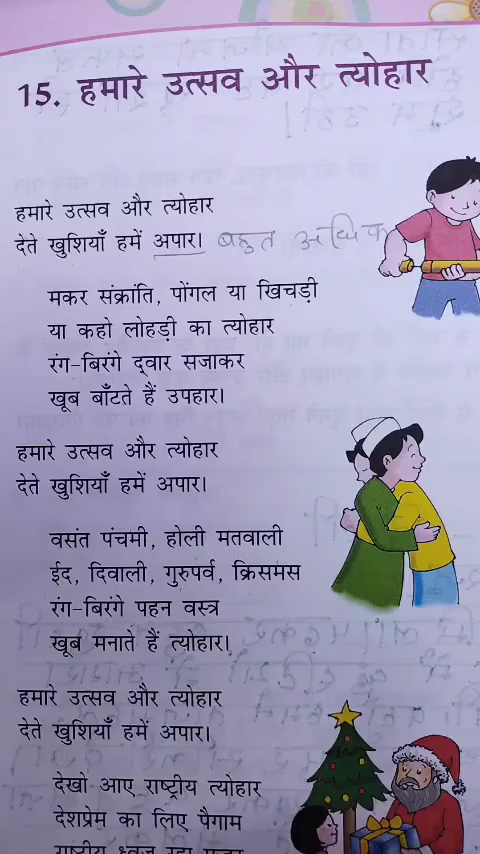 15. हमारे उत्सव और त्योहार
हमारे उत्सव और त्योहार
देते खुशियाँ हमें अपार। बहुत अधिक
मकर संक्रांति, पोंगल या खिचड़ी
या कहो लोहड़ी का त्योहार
रंग-बिरंगे द्वार सजाकर
खूब बाँटते हैं उपहार।
हमारे उत्सव और त्योहार
देते खुशियाँ हमें अपार।
वसंत पंचमी, होली मतवाली
ईद, दिवाली, गुरुपर्व, क्रिसमस
रंग-बिरंगे पहन वस्त्र
खूब मनाते हैं त्योहार।
हमारे उत्सव और त्योहार
देते खुशियाँ हमें अपार।
देखो आए राष्ट्रीय त्योहार
देशप्रेम का लिए पैगाम
राष्ट्रीय ध्वज